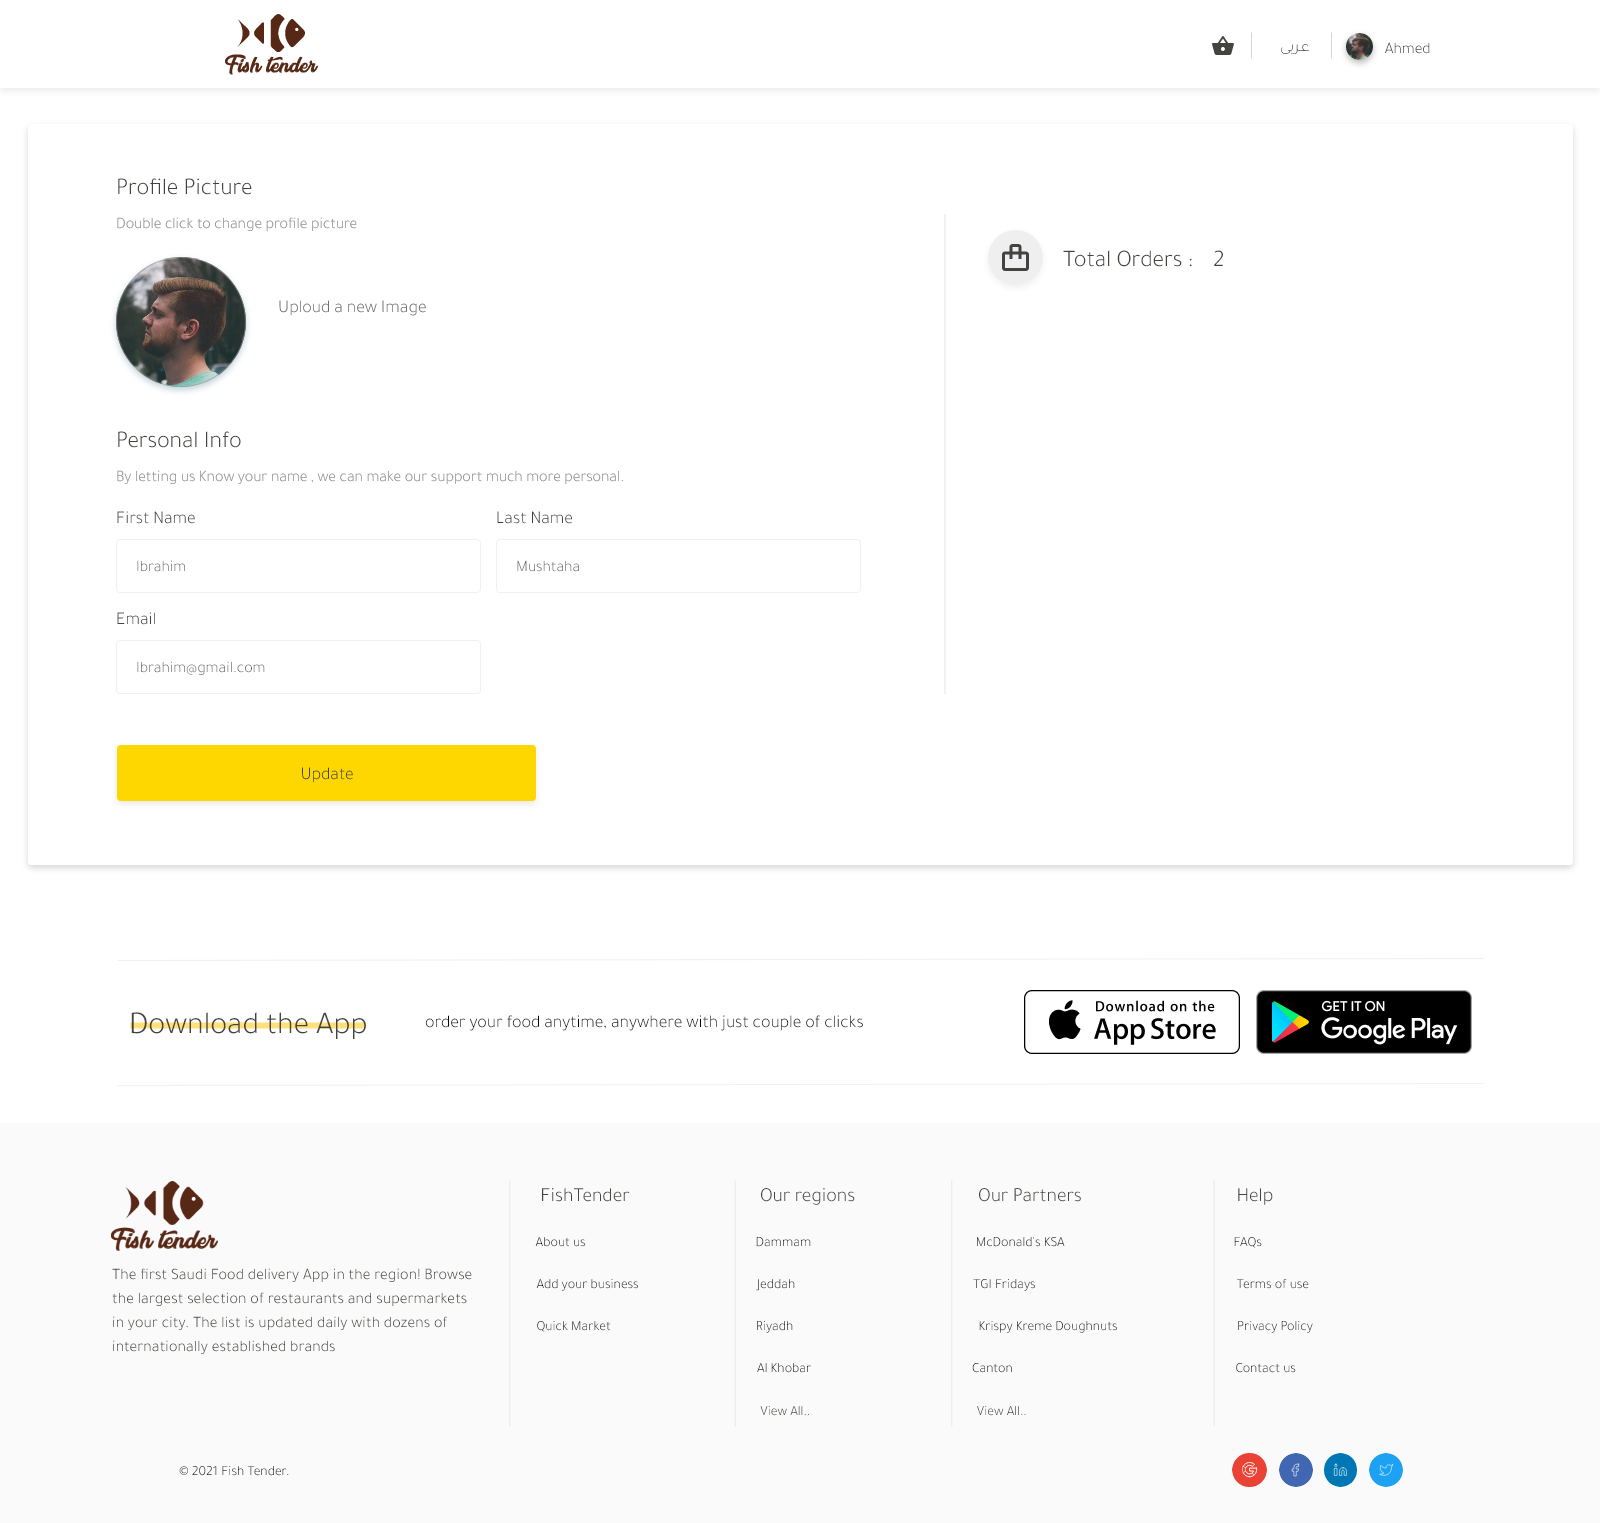 Fish tender
عربى
Ahmed
Profile Picture
Double click to change profile picture
Uploud a new Image
Total Orders : 2
Personal Info
By letting us Know your name , we can make our support much more personal.
First Name
Last Name
Ibrahim
Mushtaha
Email
Ibrahim@gmail.com
Update
Download the App
order your food anytime, anywhere with just couple of clicks
Download on the
App Store
GET IT ON
Google Play
Fish tender
The first Saudi Food delivery App in the region! Browse
the largest selection of restaurants and supermarkets
in your city. The list is updated daily with dozens of
internationally established brands
FishTender
About us
Add your business
Quick Market
Our regions
Dammam
Jeddah
Riyadh
Al Khobar
View All..
Our Partners
McDonald's KSA
TGI Fridays
Krispy Kreme Doughnuts
Canton
View All..
Help
FAQs
Terms of use
Privacy Policy
Contact us
© 2021 Fish Tender.